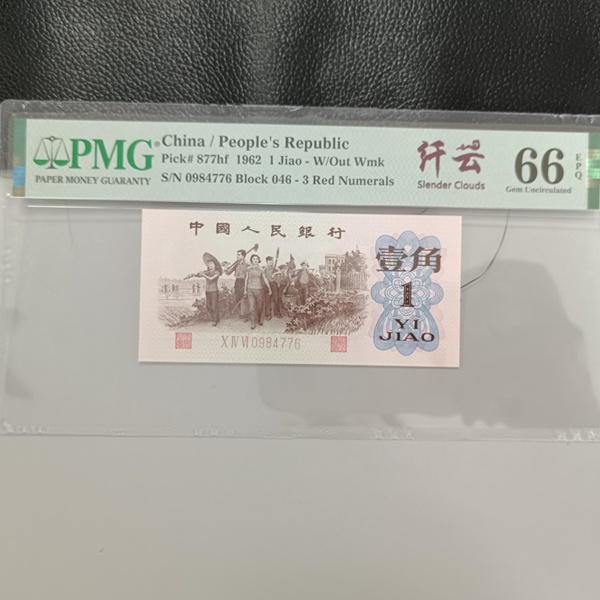 PMG
PAPER MONEY GUARANTY
China / People's Republic
Pick# 877hf 1962 1 Jiao - W/Out Wmk
S/N 0984776 Block 046 - 3 Red Numerals
纤云
Slender Clouds
66 EPQ
Gem Uncirculated
中國人民銀行
壹角
1
YI
JIAO
X IV VI 0984776